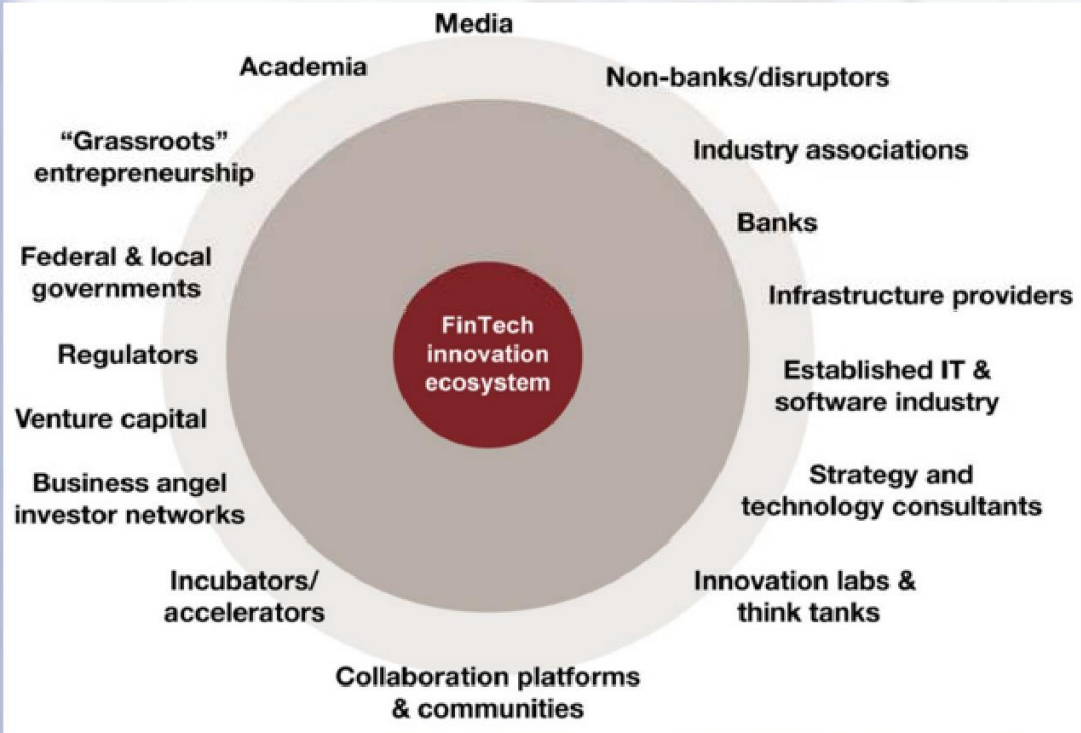 Media
Academia
Non-banks/disruptors
“Grassroots”
entrepreneurship
Industry associations
Banks
Federal & local
governments
Infrastructure providers
FinTech
innovation
ecosystem
Regulators
Established IT &
software industry
Venture capital
Business angel
investor networks
Strategy and
technology consultants
Incubators/
accelerators
Innovation labs &
think tanks
Collaboration platforms
& communities